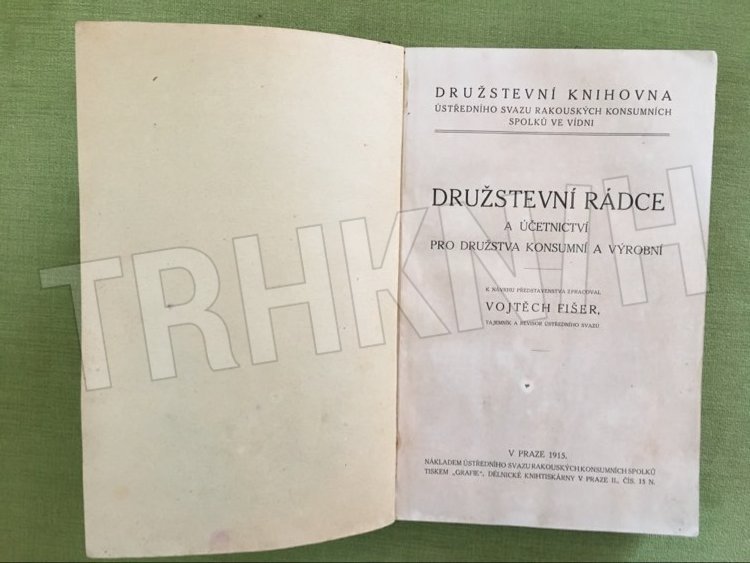 DRUŽSTEVNÍ KNIHOVNA
ÚSTŘEDNÍHO SVAZU RAKOUSKÝCH KONSUMNÍCH
SPOLKŮ VE VÍDNI
DRUŽSTEVNÍ RÁDCE
A ÚČETNICTVÍ
PRO DRUŽSTVA KONSUMNÍ A VÝROBNÍ
K NÁVRHU PŘEDSTAVENSTVA ZPRACOVAL
VOJTĚCH FIŠER,
TAJEMNÍK A REVISOR ÚSTŘEDNÍHO SVAZU
V PRAZE 1915.
NÁKLADEM ÚSTŘEDNÍHO SVAZU RAKOUSKÝCH KONSUMNÍCH SPOLKŮ
TISKEM „GRAFIE", DĚLNICKÉ KNIHTISKÁRNY V PRAZE II., ČÍS. 15 N.
TRHKNIH